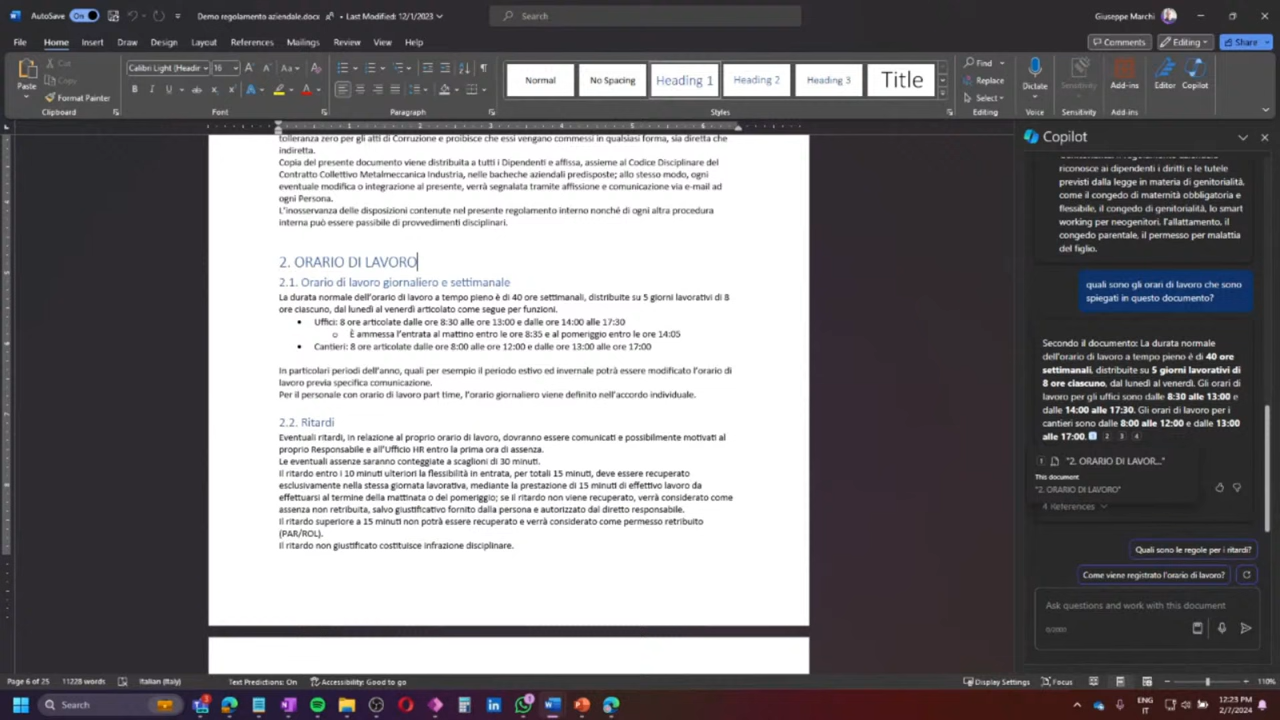 AutoSave On
Demo regolamento aziendale.docx • Last Modified: 12/1/2023
Search
Giuseppe Marchi
File Home Insert Draw Design Layout References Mailings Review View Help
Comments Editing Share
Paste
Cut
Copy
Format Painter
Clipboard
Calibri Light (Headir 16
Font
Paragraph
Normal
No Spacing
Heading 1
Heading 2
Heading 3
Title
Styles
Find
Replace
Select
Editing
Dictate
Voice
Sensitivity
Sensitivity
Add-ins
Add-ins
Editor
Copilot
tolleranza zero per gli atti di Corruzione e proibisce che essi vengano commessi in qualsiasi forma, sia diretta che
indiretta.
Copia del presente documento viene distribuita a tutti i Dipendenti e affissa, assieme al Codice Disciplinare del
Contratto Collettivo Metalmeccanica Industria, nelle bacheche aziendali predisposte; allo stesso modo, ogni
eventuale modifica o integrazione al presente, verrà segnalata tramite affissione e comunicazione via e-mail ad
ogni Persona.
L'inosservanza delle disposizioni contenute nel presente regolamento interno nonché di ogni altra procedura
interna può essere passibile di provvedimenti disciplinari.
2. ORARIO DI LAVORO
2.1. Orario di lavoro giornaliero e settimanale
La durata normale dell'orario di lavoro a tempo pieno è di 40 ore settimanali, distribuite su 5 giorni lavorativi di 8
ore ciascuno, dal lunedì al venerdì articolato come segue per funzioni.
• Uffici: 8 ore articolate dalle ore 8:30 alle ore 13:00 e dalle ore 14:00 alle 17:30
o È ammessa l'entrata al mattino entro le ore 8:35 e al pomeriggio entro le ore 14:05
• Cantieri: 8 ore articolate dalle ore 8:00 alle ore 12:00 e dalle ore 13:00 alle ore 17:00
In particolari periodi dell'anno, quali per esempio il periodo estivo ed invernale potrà essere modificato l'orario di
lavoro previa specifica comunicazione.
Per il personale con orario di lavoro part time, l'orario giornaliero viene definito nell'accordo individuale.
2.2. Ritardi
Eventuali ritardi, in relazione al proprio orario di lavoro, dovranno essere comunicati e possibilmente motivati al
proprio Responsabile e all'Ufficio HR entro la prima ora di assenza.
Le eventuali assenze saranno conteggiate a scaglioni di 30 minuti.
Il ritardo entro i 10 minuti ulteriori la flessibilità in entrata, per totali 15 minuti, deve essere recuperato
esclusivamente nella stessa giornata lavorativa, mediante la prestazione di 15 minuti di effettivo lavoro da
effettuarsi al termine della mattinata o del pomeriggio; se il ritardo non viene recuperato, verrà considerato come
assenza non retribuita, salvo giustificativo fornito dalla persona e autorizzato dal diretto responsabile.
Il ritardo superiore a 15 minuti non potrà essere recuperato e verrà considerato come permesso retribuito
(PAR/ROL).
Il ritardo non giustificato costituisce infrazione disciplinare.
Copilot
riconosce ai dipendenti i diritti e le tutele
previsti dalla legge in materia di genitorialità,
come il congedo di maternità obbligatoria e
flessibile, il congedo di genitorialità, lo smart
working per neogenitori, l'allattamento, il
congedo parentale, il permesso per malattia
del figlio.
quali sono gli orari di lavoro che sono
spiegati in questo documento?
Secondo il documento: La durata normale
dell'orario di lavoro a tempo pieno è di 40 ore
settimanali, distribuite su 5 giorni lavorativi di
8 ore ciascuno, dal lunedì al venerdì. Gli orari di
lavoro per gli uffici sono dalle 8:30 alle 13:00 e
dalle 14:00 alle 17:30. Gli orari di lavoro per i
cantieri sono dalle 8:00 alle 12:00 e dalle 13:00
alle 17:00. 1 2 3 4
1 "2. ORARIO DI LAVOR..."
This document
"2. ORARIO DI LAVORO"
4 References
Quali sono le regole per i ritardi?
Come viene registrato l'orario di lavoro?
Ask questions and work with this document
0/2000
Page 6 of 25 11228 words Italian (Italy) Text Predictions: On Accessibility: Good to go
Display Settings Focus 110%
Search
ENG
IT
12:23 PM
2/7/2024